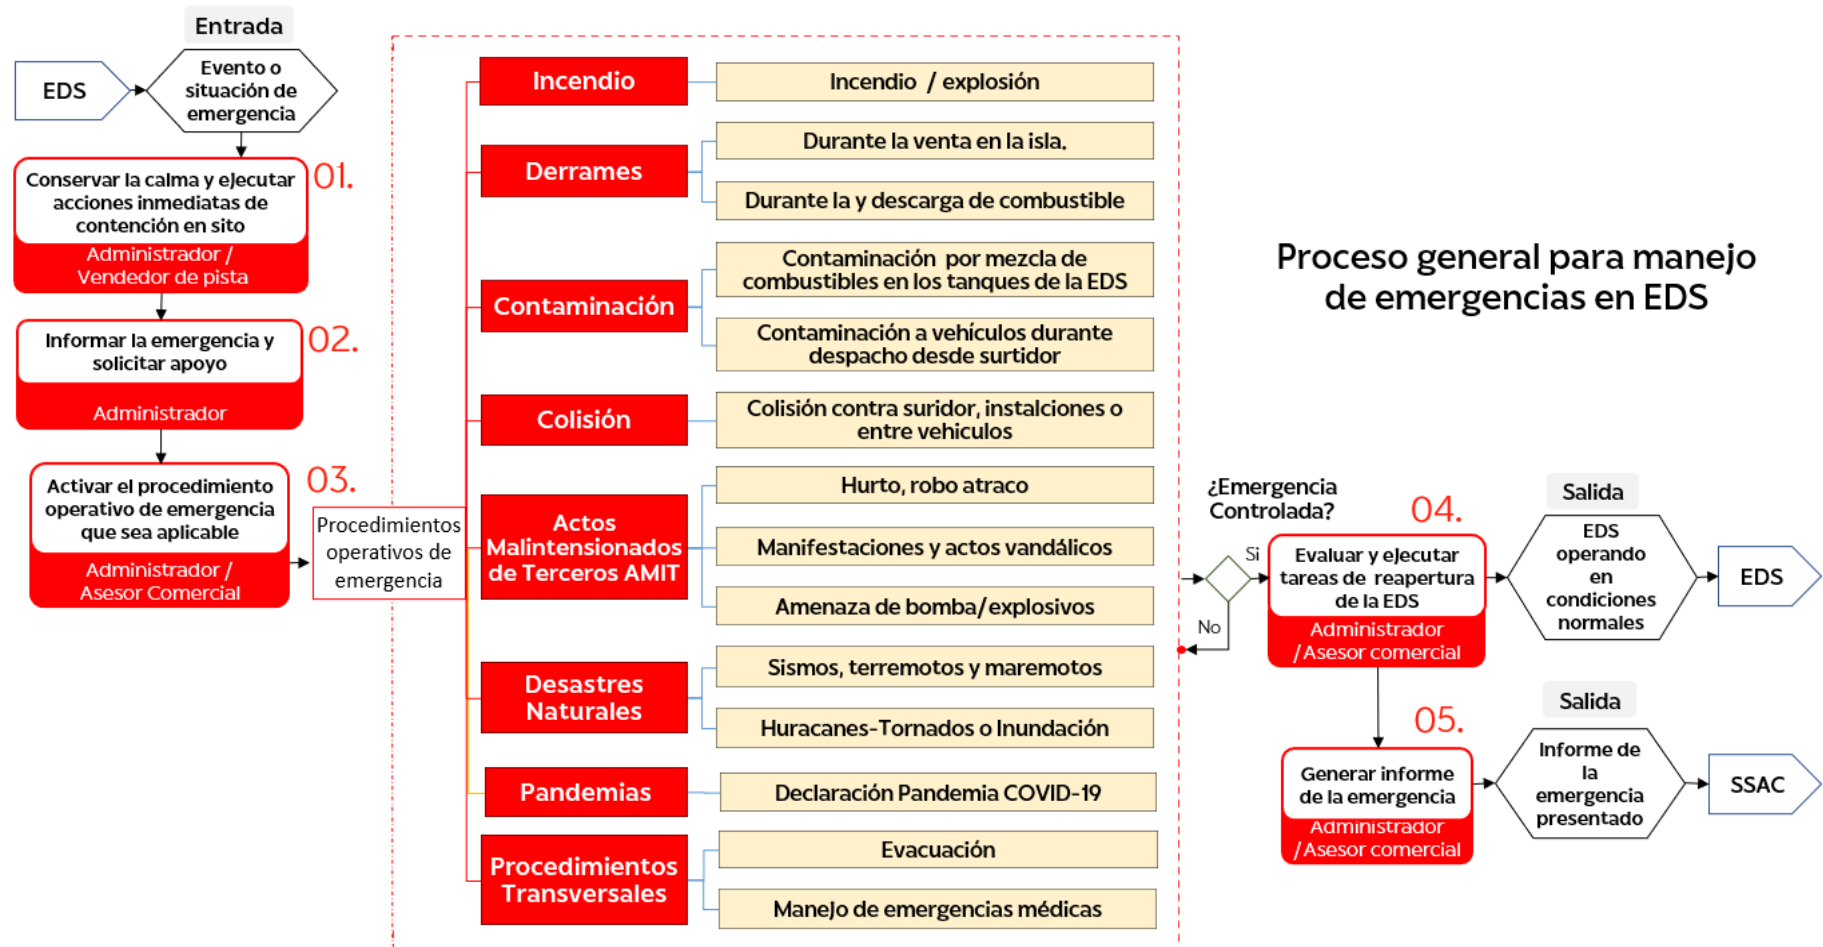 Entrada
EDS
Evento o
situación de
emergencia
01.
Conservar la calma y ejecutar
acciones inmediatas de
contención en sito
Administrador /
Vendedor de pista
02.
Informar la emergencia y
solicitar apoyo
Administrador
03.
Activar el procedimiento
operativo de emergencia
que sea aplicable
Administrador /
Asesor Comercial
Procedimientos
operativos de
emergencia
Incendio
Incendio / explosión
Derrames
Durante la venta en la isla.
Durante la y descarga de combustible
Contaminación
Contaminación por mezcla de
combustibles en los tanques de la EDS
Contaminación a vehículos durante
despacho desde surtidor
Colisión
Colisión contra suridor, instalciones o
entre vehiculos
Actos
Malintensionados
de Terceros AMIT
Hurto, robo atraco
Manifestaciones y actos vandálicos
Amenaza de bomba/explosivos
Desastres
Naturales
Sismos, terremotos y maremotos
Huracanes-Tornados o Inundación
Pandemias
Declaración Pandemia COVID-19
Procedimientos
Transversales
Evacuación
Manejo de emergencias médicas
Proceso general para manejo
de emergencias en EDS
¿Emergencia
Controlada?
Si
No
04.
Evaluar y ejecutar
tareas de reapertura
de la EDS
Administrador
/Asesor comercial
Salida
EDS
operando
en
condiciones
normales
EDS
05.
Generar informe
de la emergencia
Administrador
/Asesor comercial
Salida
Informe de
la
emergencia
presentado
SSAC